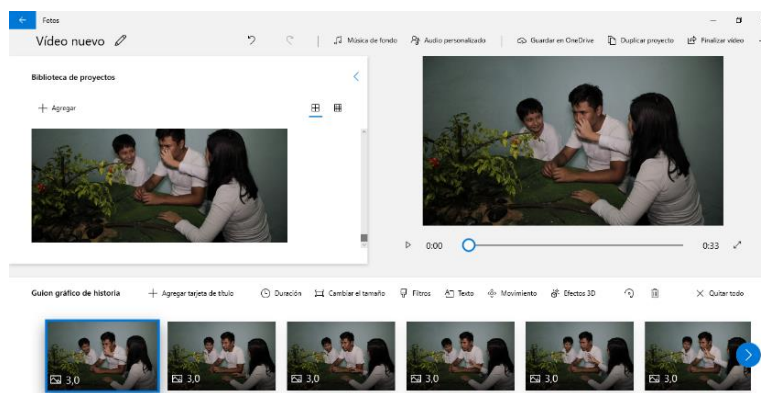 Fotos
Vídeo nuevo
Música de fondo
Audio personalizado
Guardar en OneDrive
Duplicar proyecto
Finalizar vídeo
Biblioteca de proyectos
Agregar
0:00
0:33
Guion gráfico de historia
Agregar tarjeta de título
Duración
Cambiar el tamaño
Filtros
Texto
Movimiento
Efectos 3D
Quitar todo
3,0
3,0
3,0
3,0
3,0
3,0